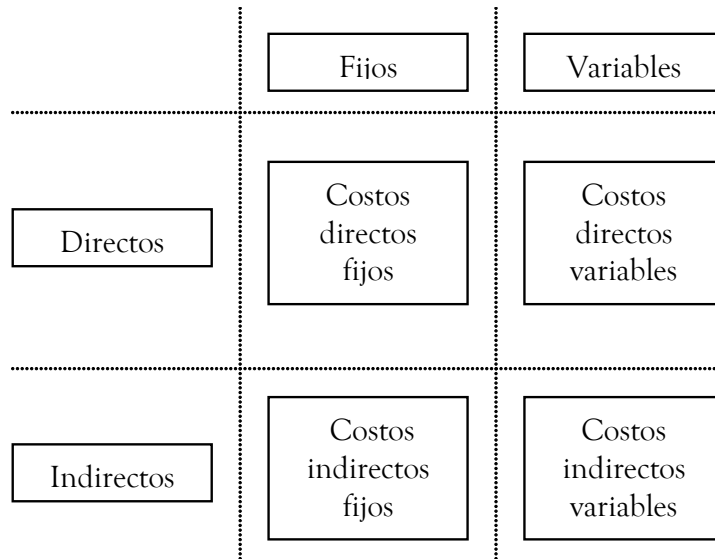 Fijos
Variables
Directos
Costos
directos
fijos
Costos
directos
variables
Indirectos
Costos
indirectos
fijos
Costos
indirectos
variables